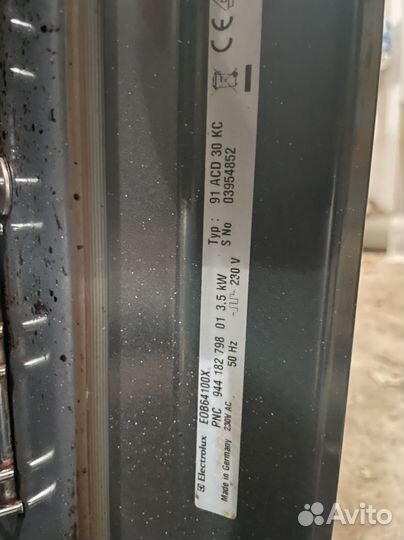 Electrolux EOB64100X Typ: 91 ACD 30 KC
PNC 944 182 798 01 3,5 kW S No 03954852
Made in Germany 230V AC 50 Hz 230 V
CE
Avito